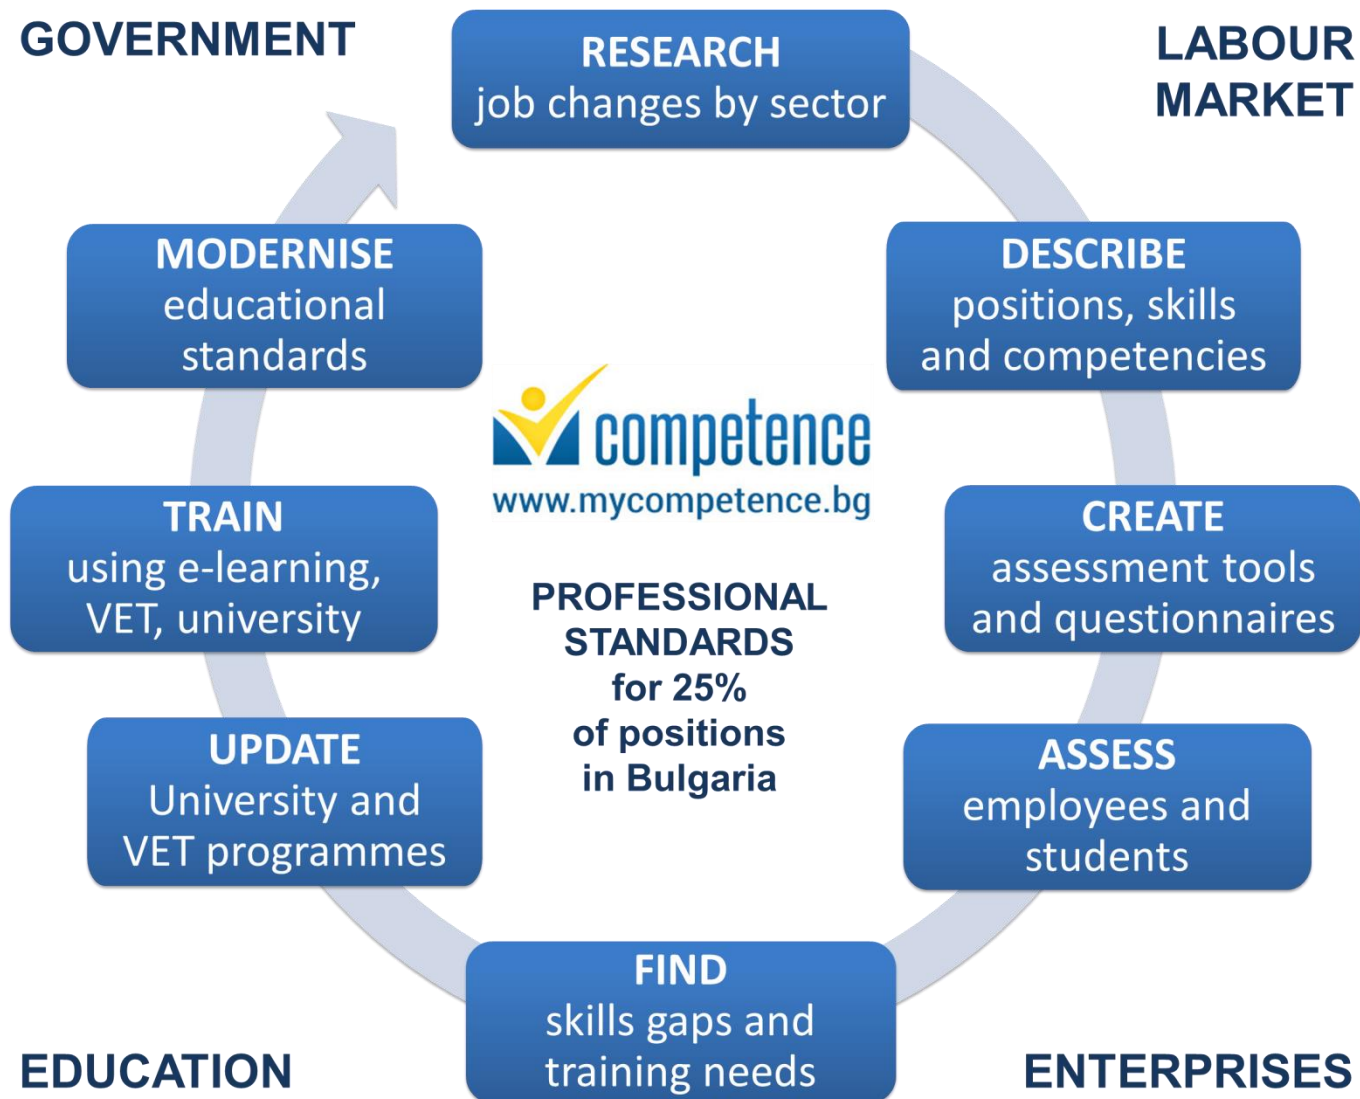 GOVERNMENT
LABOUR
MARKET
RESEARCH
job changes by sector
DESCRIBE
positions, skills
and competencies
CREATE
assessment tools
and questionnaires
ASSESS
employees and
students
FIND
skills gaps and
training needs
UPDATE
University and
VET programmes
TRAIN
using e-learning,
VET, university
MODERNISE
educational
standards
competence
www.mycompetence.bg
PROFESSIONAL
STANDARDS
for 25%
of positions
in Bulgaria
EDUCATION
ENTERPRISES